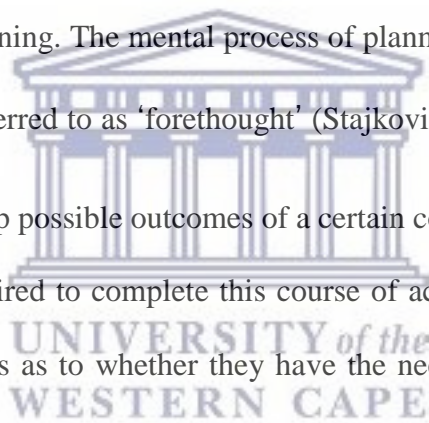 ning. The mental process of plann
erred to as ‘forethought’ (Stajkovi
p possible outcomes of a certain co
ired to complete this course of ac
UNIVERSITY of the
s as to whether they have the nec
WESTERN CAPE